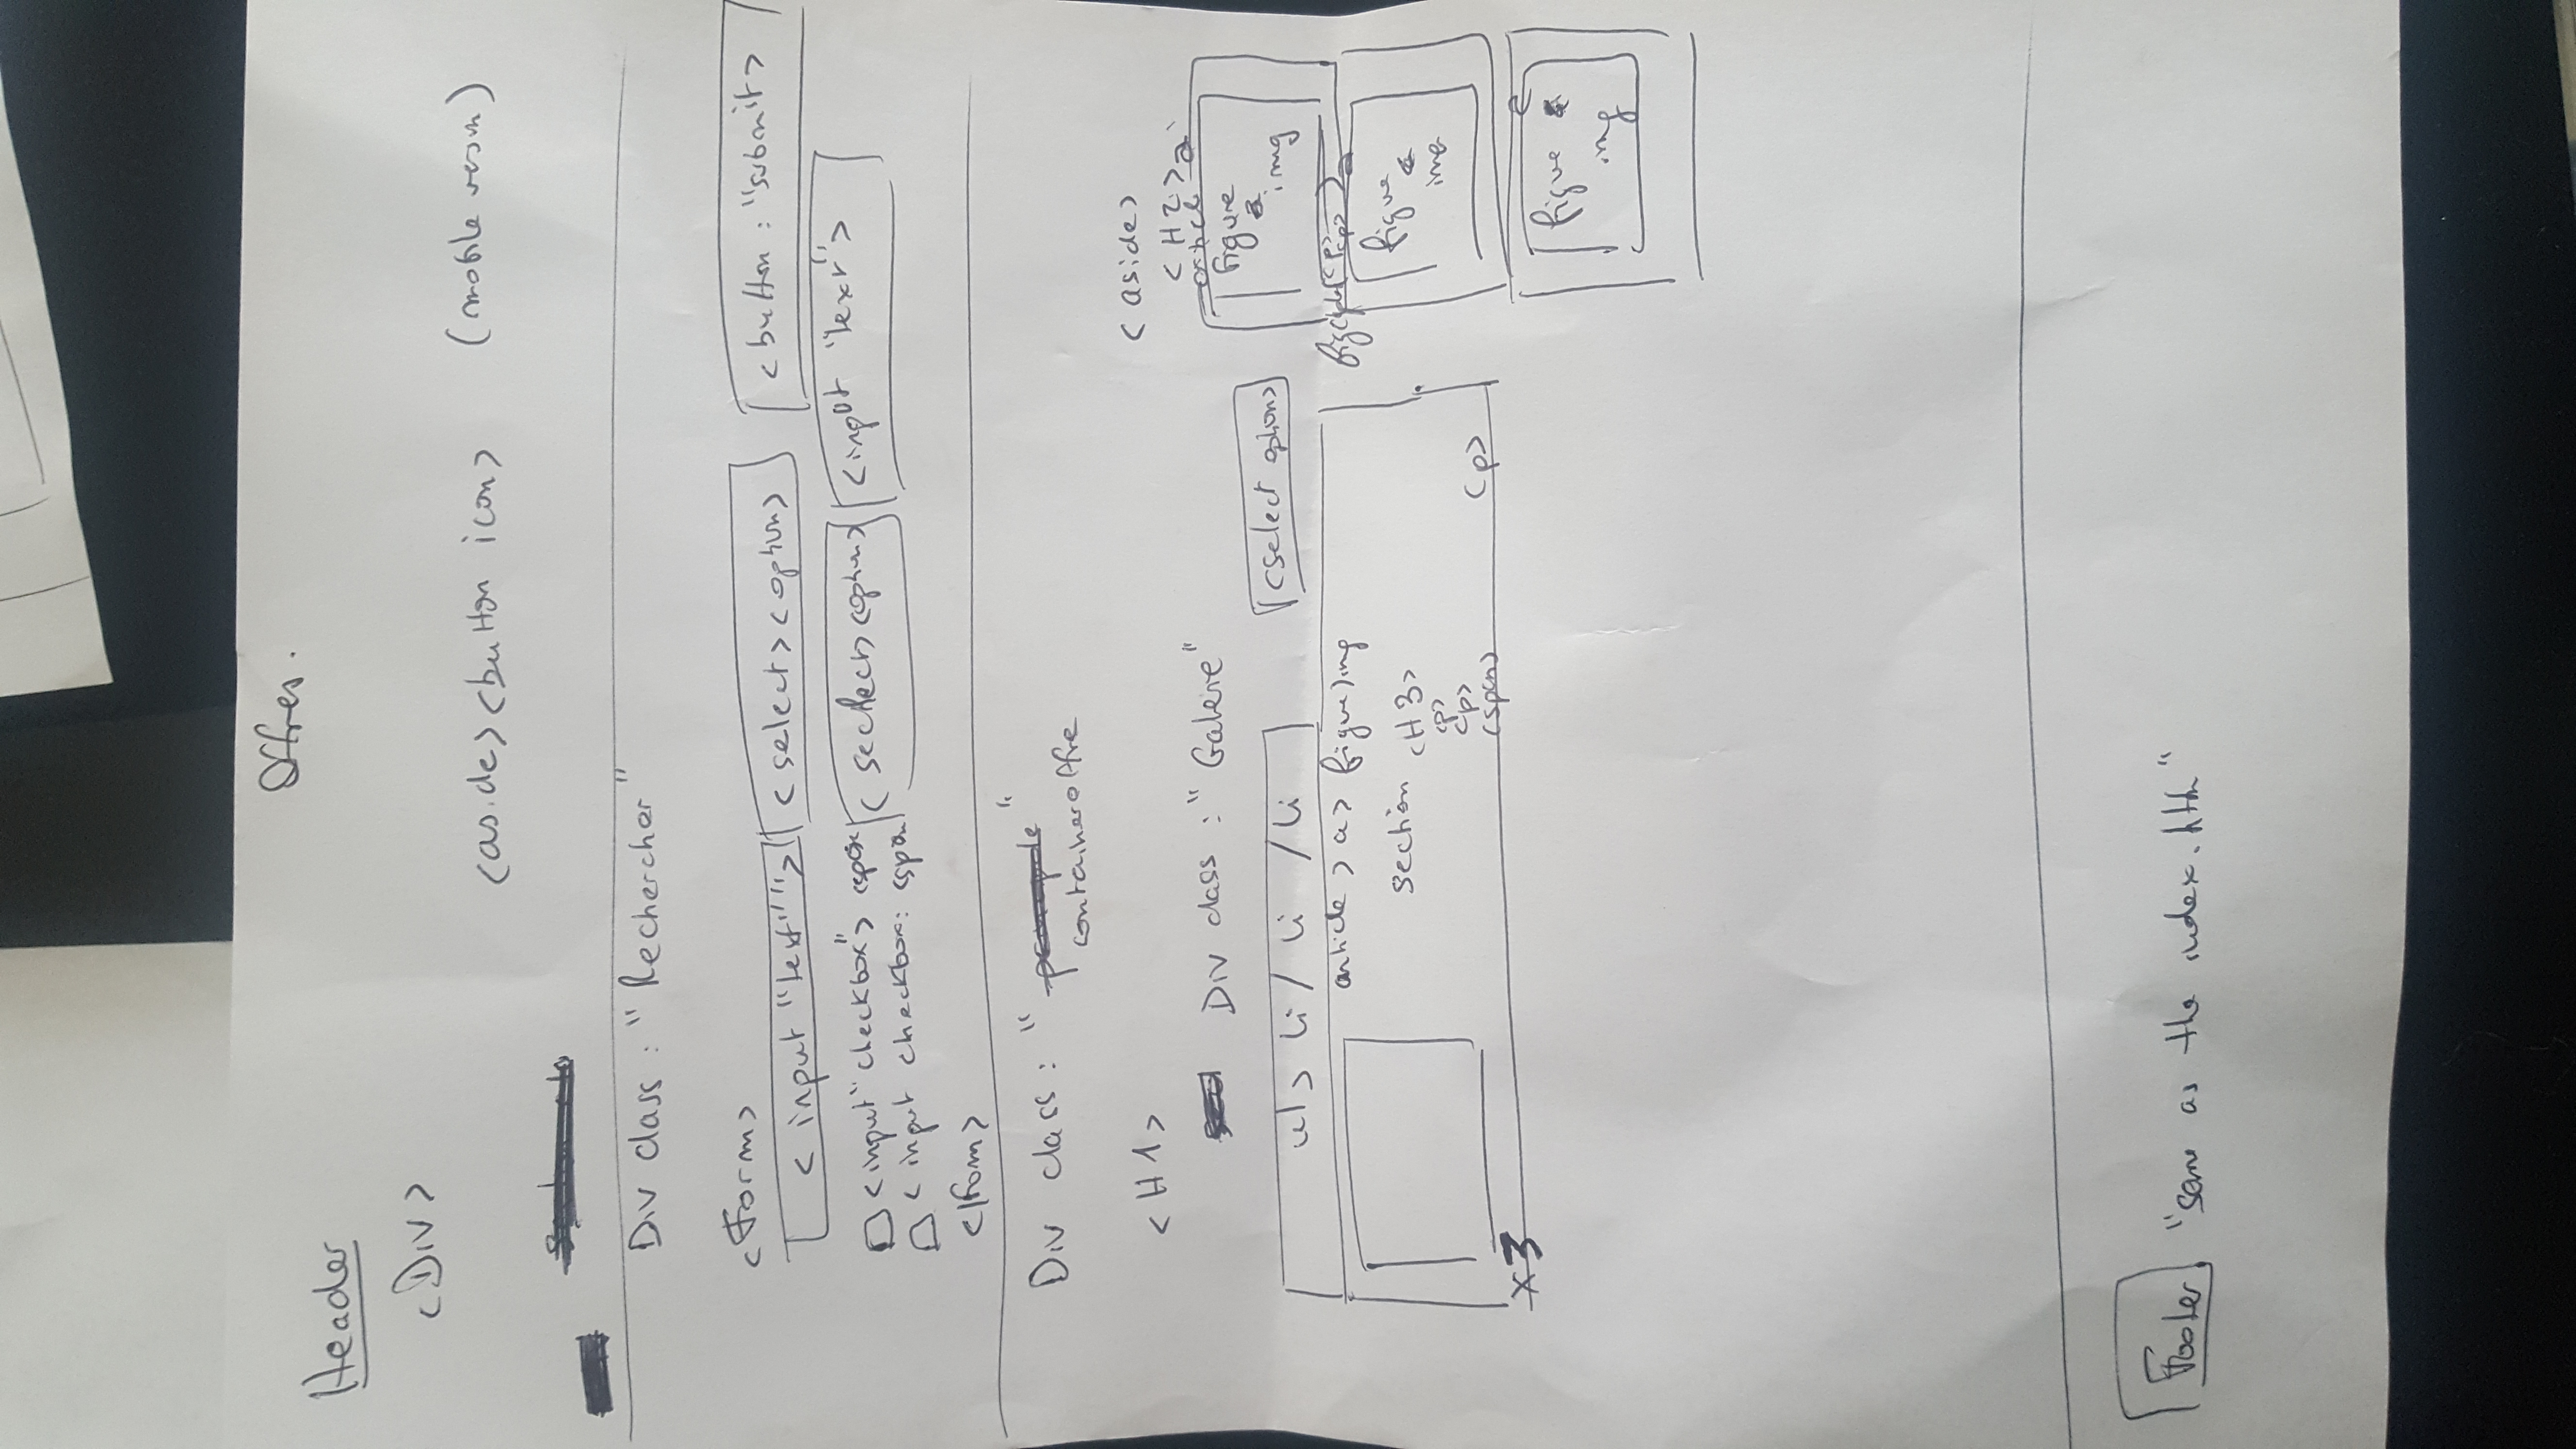 Offres.
Header
<Div>
<aside> <button icon> (mobile version)
Div class : "Rechercher"
<Form>
< input "text"> <select> <option> <button : "submit>
<input "checkbox"> <span <select> <option> <input "text">
< input checkbox: <span
</Form>
Div class : " "
containeroffre
<H1>
<aside>
<H2>
Div class : "Galerie"
article
figure
a
img
<select option>
ul> li / li / li
article > a > figure > img
figcaption <p>
<p>
section <H3>
<p>
<p>
<span>
<p>
figure
a
img
x3
figure
img
Footer "same as the index.htm"